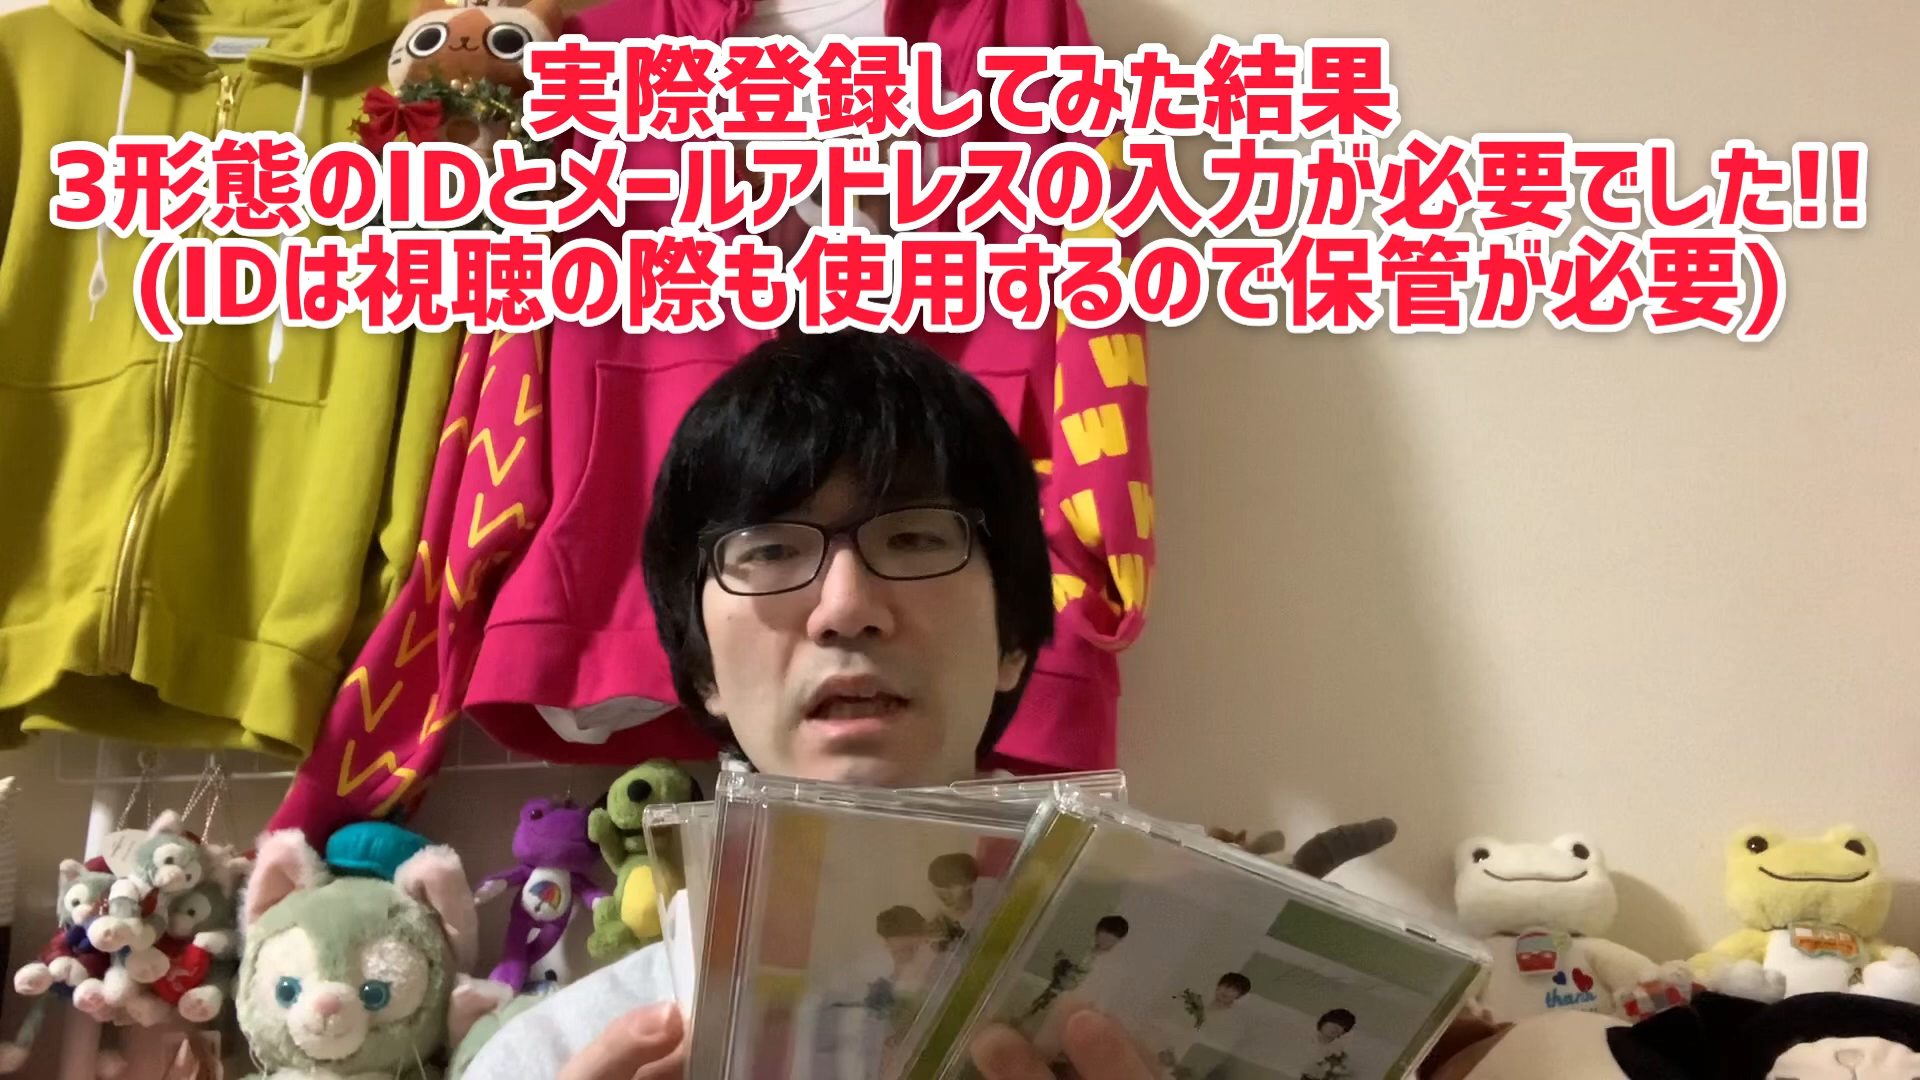 実際登録してみた結果
3形態のIDとメールアドレスの入力が必要でした!!
(IDは視聴の際も使用するので保管が必要)
thank